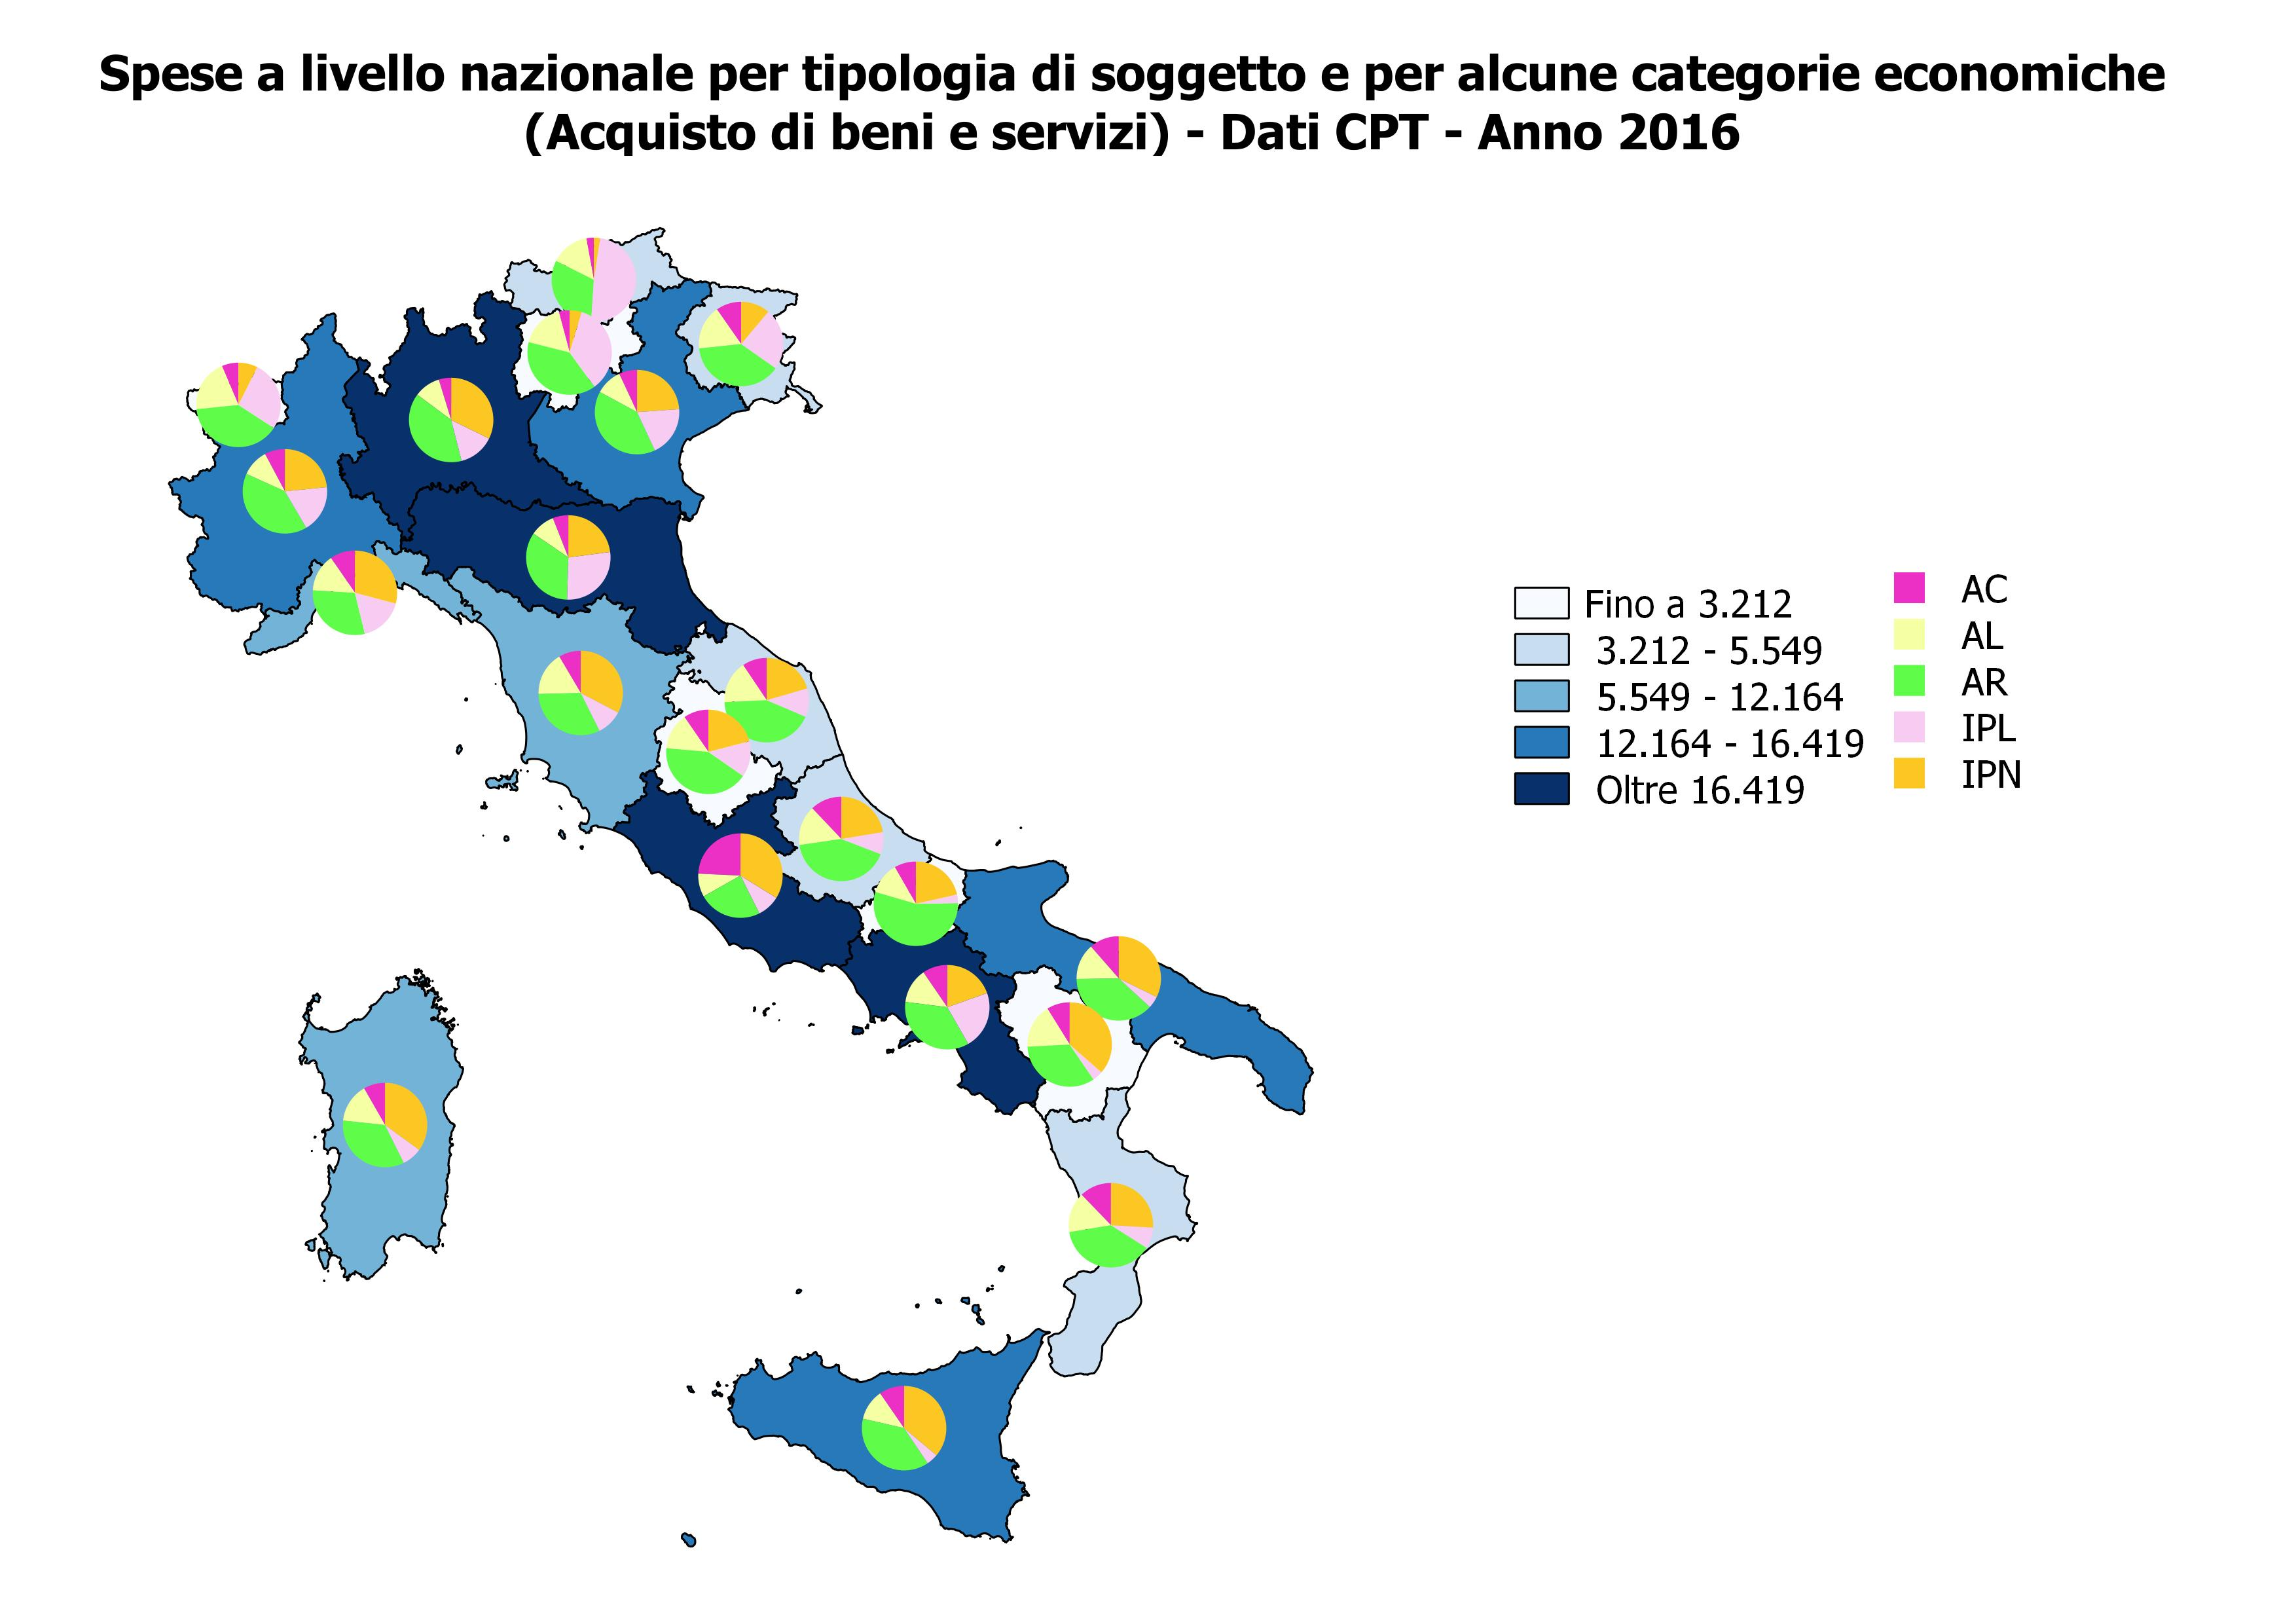 Spese a livello nazionale per tipologia di soggetto e per alcune categorie economiche
(Acquisto di beni e servizi) - Dati CPT - Anno 2016
Fino a 3.212
3.212 - 5.549
5.549 - 12.164
12.164 - 16.419
Oltre 16.419
AC
AL
AR
IPL
IPN